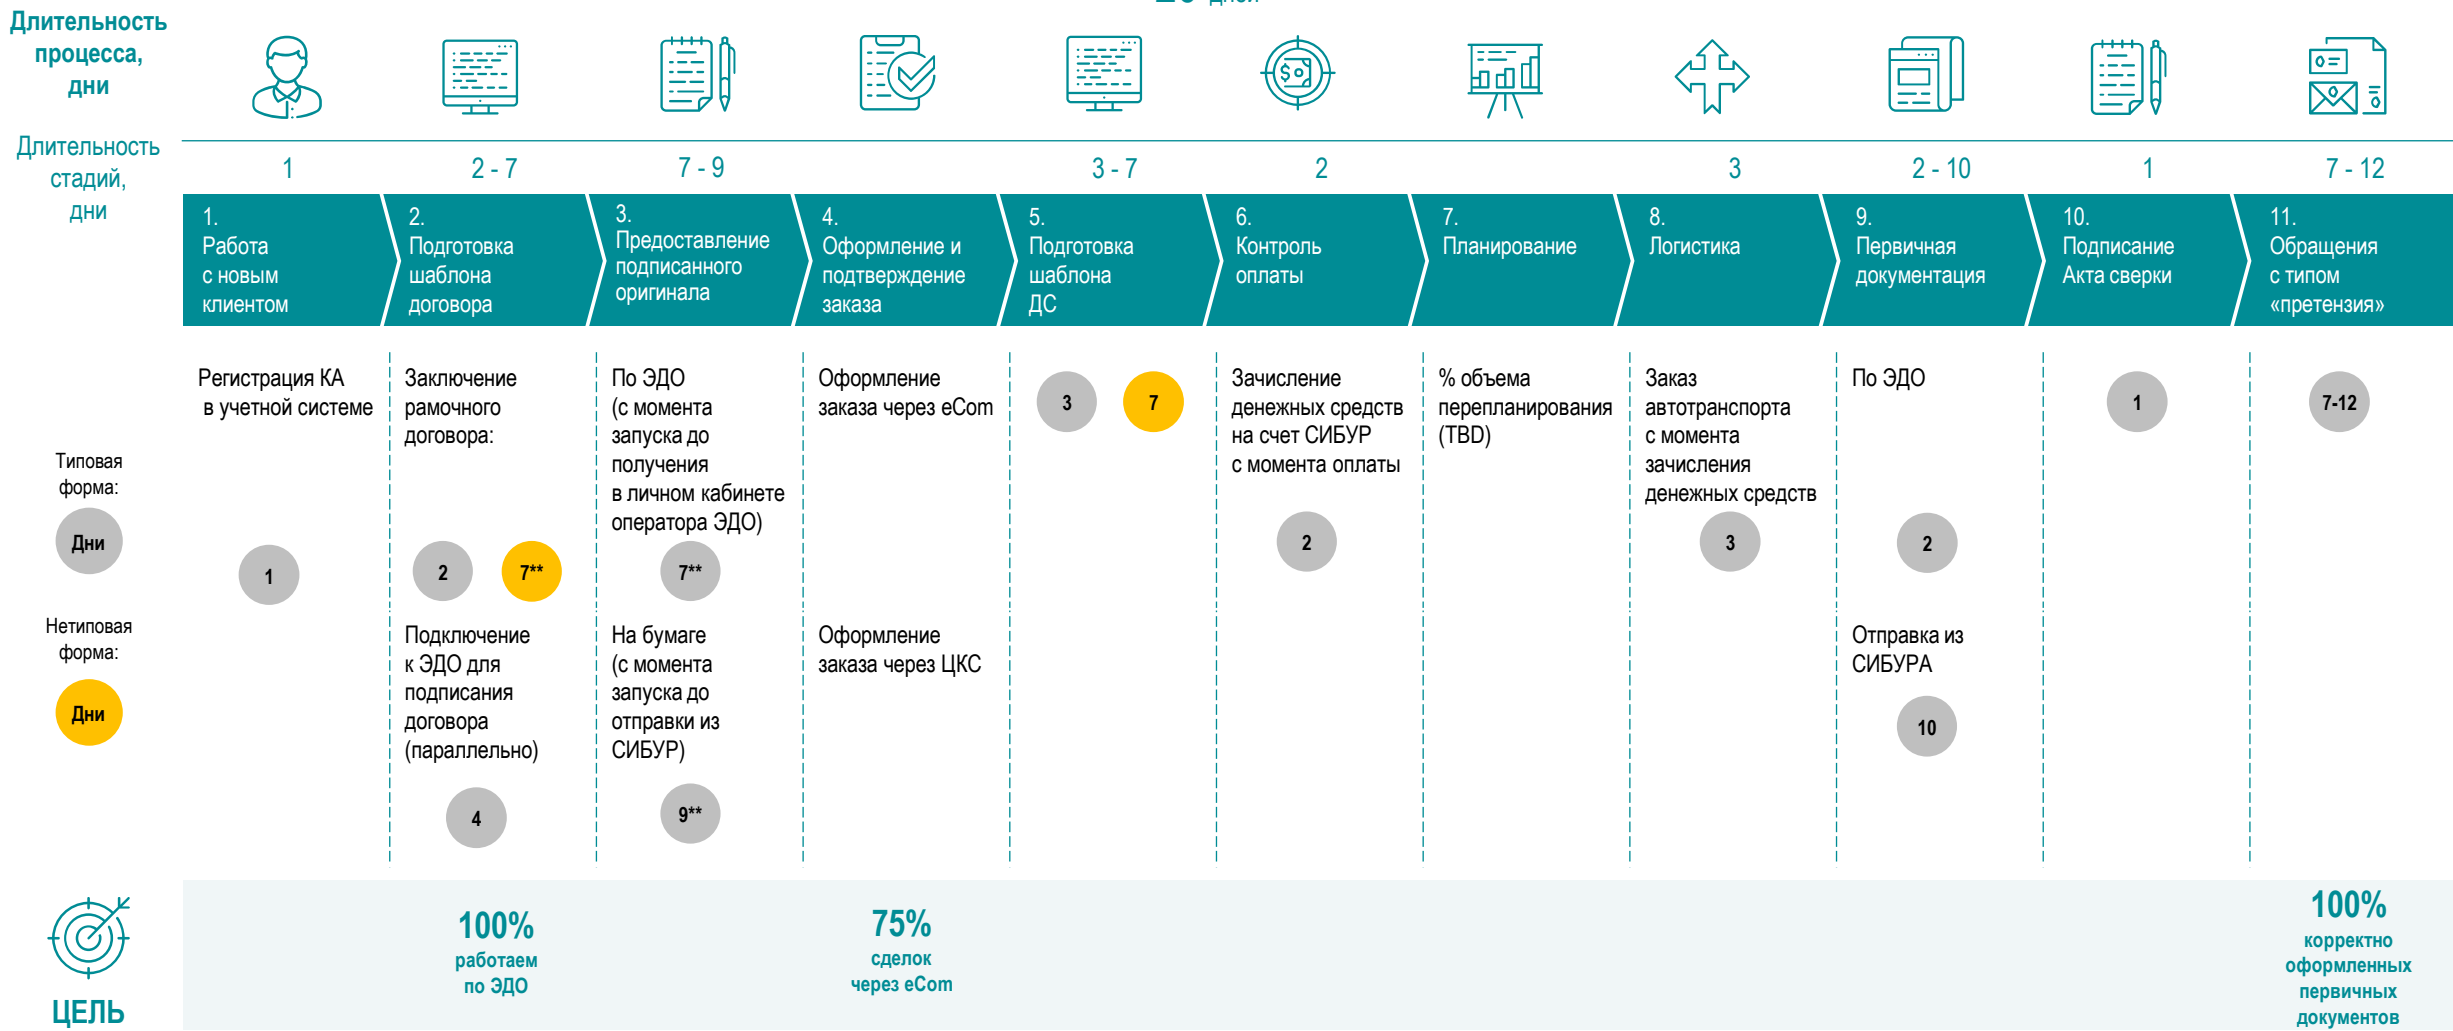 дней
Длительность
процесса,
дни
Длительность
стадий,
дни
1
2 - 7
7 - 9
3 - 7
2
3
2 - 10
1
7 - 12
1.
Работа
с новым
клиентом
2.
Подготовка
шаблона
договора
3.
Предоставление
подписанного
оригинала
4.
Оформление и
подтверждение
заказа
5.
Подготовка
шаблона
ДС
6.
Контроль
оплаты
7.
Планирование
8.
Логистика
9.
Первичная
документация
10.
Подписание
Акта сверки
11.
Обращения
с типом
«претензия»
Типовая
форма:
Дни
Нетиповая
форма:
Дни
Регистрация КА
в учетной системе
1
Заключение
рамочного
договора:
2
7**
Подключение
к ЭДО для
подписания
договора
(параллельно)
4
По ЭДО
(с момента
запуска до
получения
в личном кабинете
оператора ЭДО)
7**
На бумаге
(с момента
запуска до
отправки из
СИБУР)
9**
Оформление
заказа через eCom
Оформление
заказа через ЦКС
3
7
Зачисление
денежных средств
на счет СИБУР
с момента оплаты
2
% объема
перепланирования
(TBD)
Заказ
автотранспорта
с момента
зачисления
денежных средств
3
По ЭДО
2
Отправка из
СИБУРА
10
1
7-12
ЦЕЛЬ
100%
работаем
по ЭДО
75%
сделок
через eCom
100%
корректно
оформленных
первичных
документов